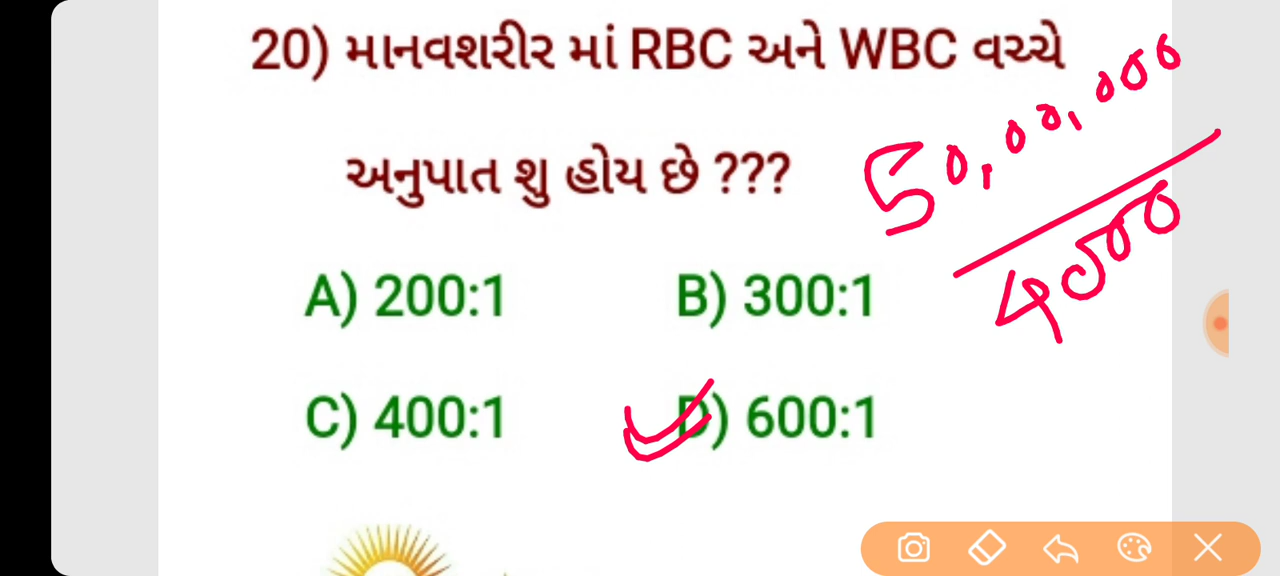 20) માનવશરીર માં RBC અને WBC વચ્ચે
અનુપાત શુ હોય છે ???
50,00,000
4000
A) 200:1 B) 300:1
C) 400:1 D) 600:1